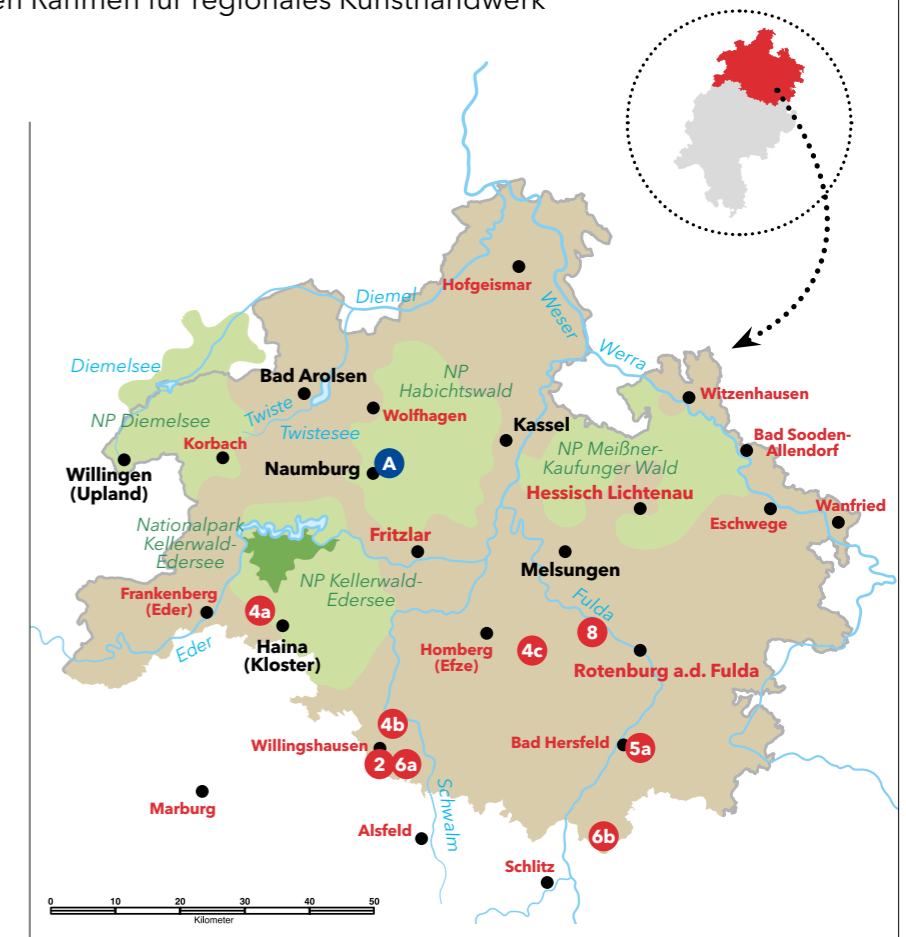 en Rahmen für regionales Kunsthandwerk
Hofgeismar
Diemel
Weser
Werra
Diemelsee
Bad Arolsen
NP
Habichtswald
Witzenhausen
Twiste
Wolfhagen
NP Diemelsee
Twistesee
Kassel
Korbach
Bad Sooden-
Allendorf
NP Meißner-
Kaufunger Wald
Willingen
(Upland)
Naumburg
A
Hessisch Lichtenau
Wanfried
Eschwege
Nationalpark
Kellerwald-
Edersee
Fritzlar
Melsungen
NP Kellerwald-
Edersee
Frankenberg
(Eder)
4a
Fulda
8
Eder
Haina
(Kloster)
Homberg
(Efze)
4c
Rotenburg a.d. Fulda
4b
Willingshausen
Bad Hersfeld
5a
2
6a
Marburg
Schwalm
Alsfeld
6b
Schlitz
0 10 20 30 40 50
Kilometer